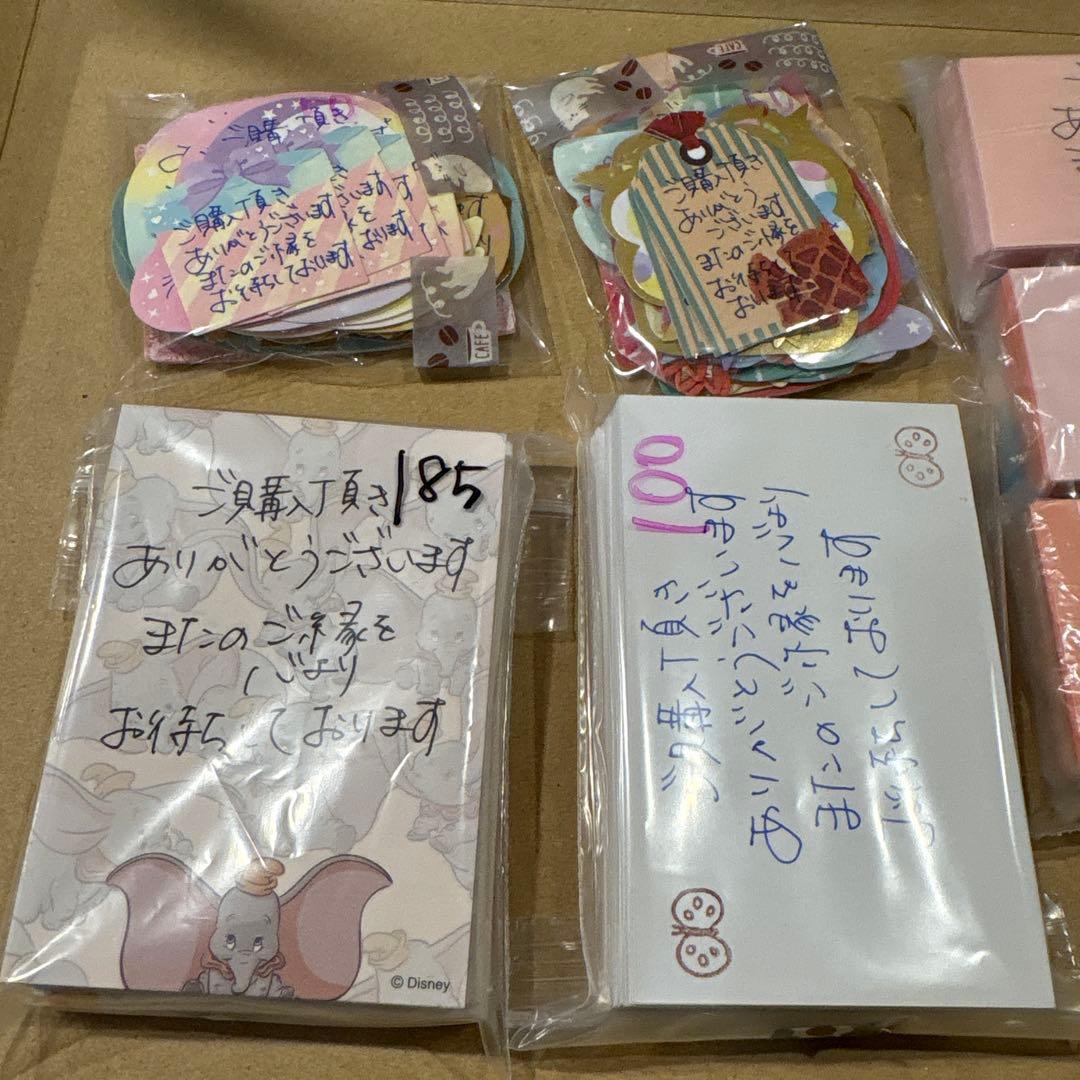 ご購入頂き
ご購入頂き
ありがとうございます
またのご縁を
お待ちしております
CAFE
CAFE
ご購入頂き
ありがとう
ございます
またのご縁を
お待ちして
おります
あ
ご購入頂き
185
ありがとうございます
またのご縁を
心より
お待ちしております
© Disney
100
ご購入頂き
ありがとうございます
またのご縁を心
お待ちしております